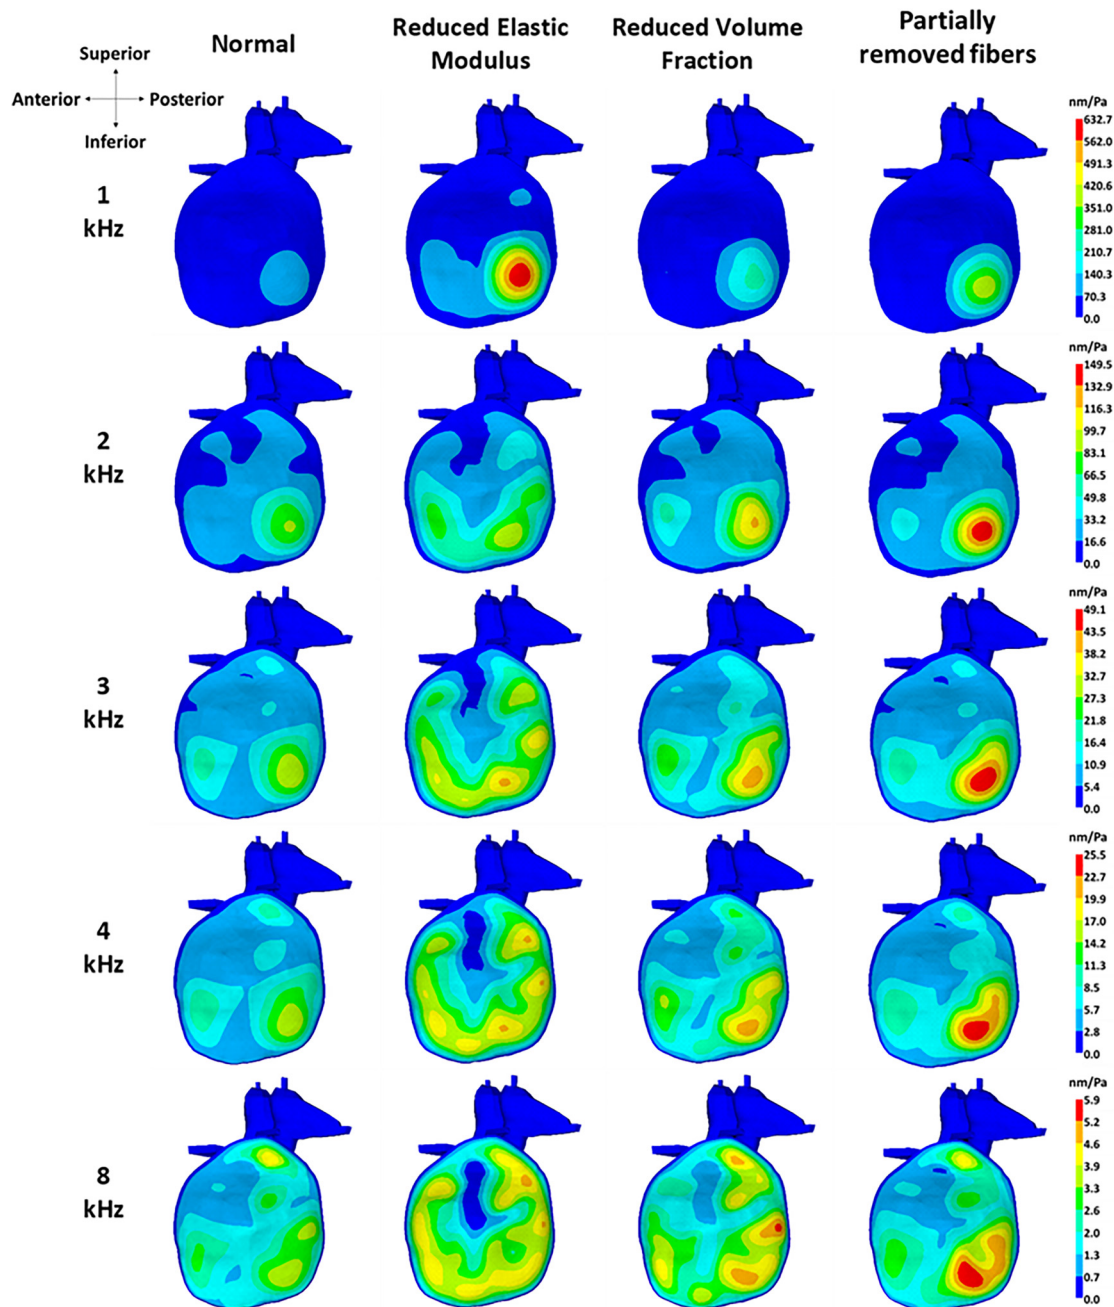 Normal
Reduced Elastic
Modulus
Reduced Volume
Fraction
Partially
removed fibers
Superior
Anterior
Posterior
Inferior
1
kHz
nm/Pa
632.7
562.0
491.3
420.6
351.0
281.0
210.7
140.3
70.3
0.0
2
kHz
nm/Pa
149.5
132.9
116.3
99.7
83.1
66.5
49.8
33.2
16.6
0.0
3
kHz
nm/Pa
49.1
43.5
38.2
32.7
27.3
21.8
16.4
10.9
5.4
0.0
4
kHz
nm/Pa
25.5
22.7
19.9
17.0
14.2
11.3
8.5
5.7
2.8
0.0
8
kHz
nm/Pa
5.9
5.2
4.6
3.9
3.3
2.6
2.0
1.3
0.7
0.0